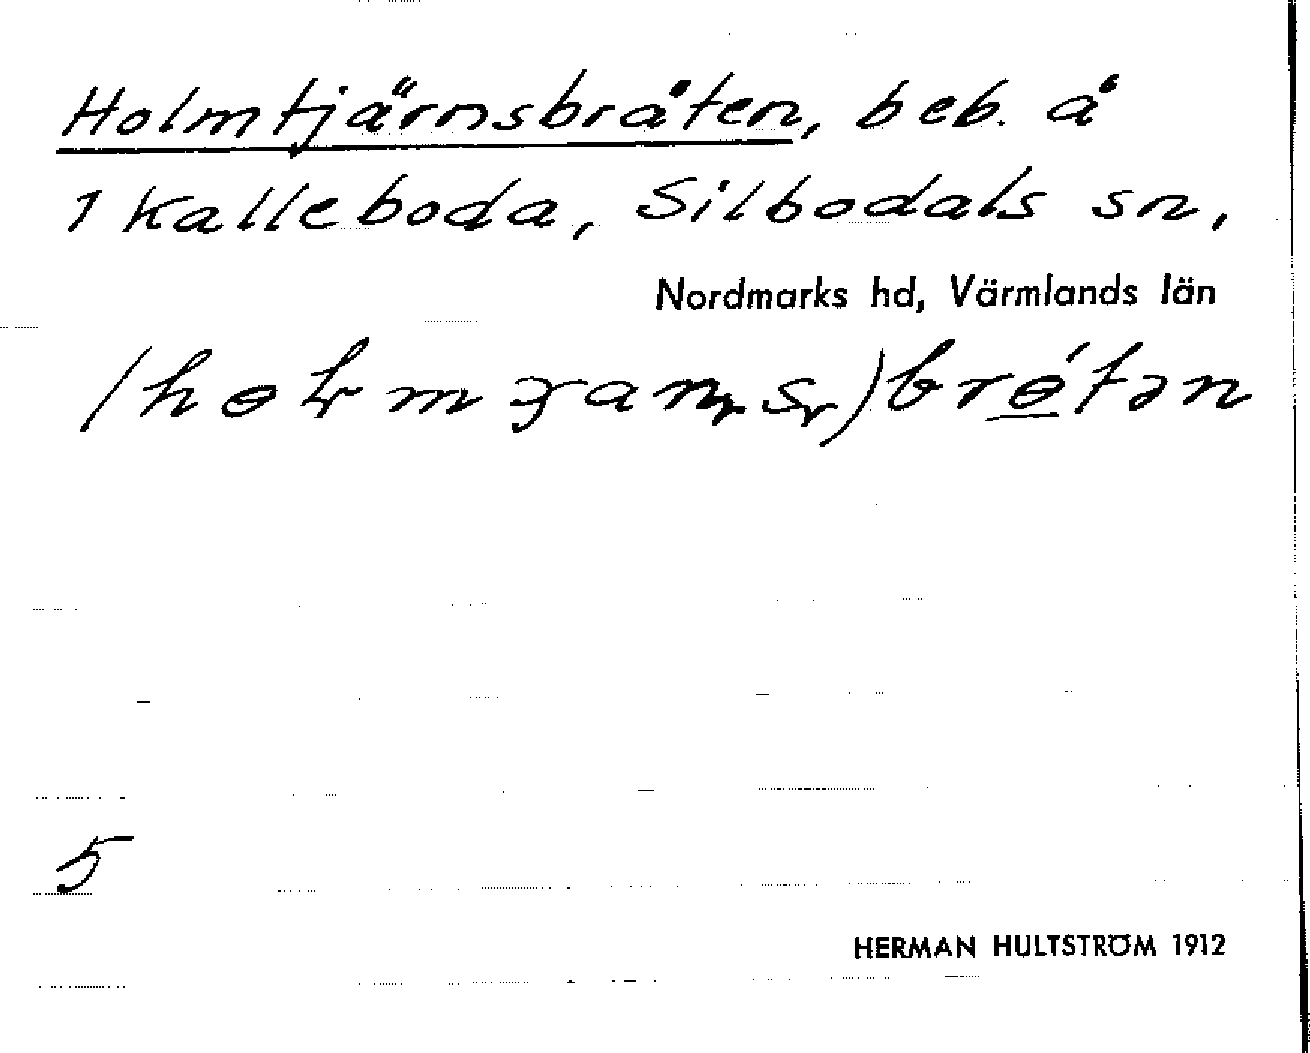 Holmtjärnsbråten, beb. å
1 Kalleboda, Silbodals sn,
Nordmarks hd, Värmlands län
5
HERMAN HULTSTRÖM 1912